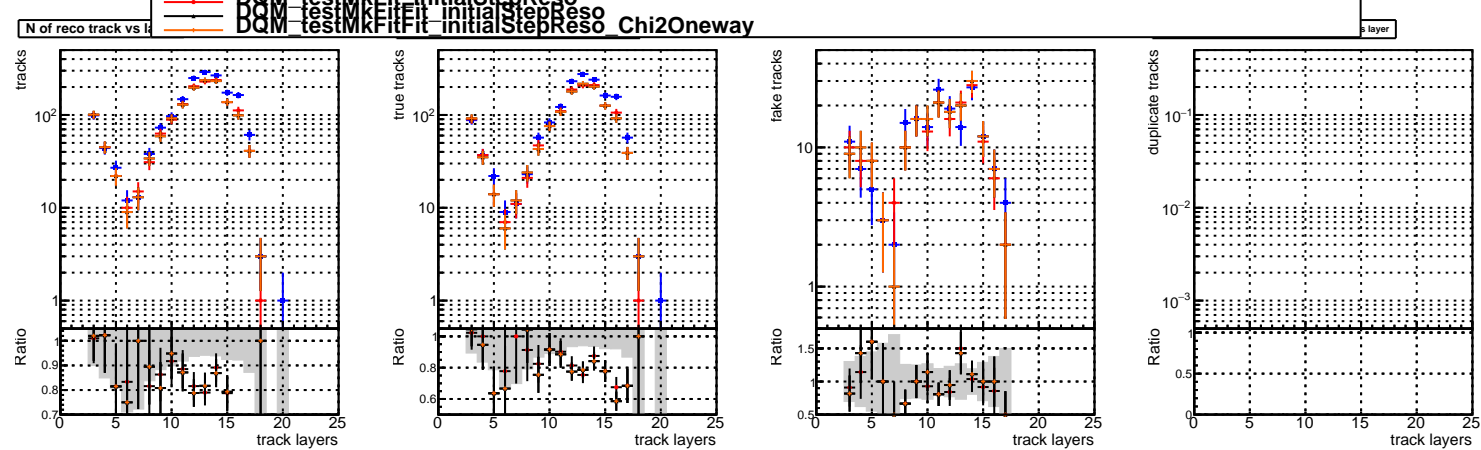 DQM_testMkFitFit_initialStepReso
DQM_testMkFitFit_initialStepReso_Chi2Oneway
N of reco track vs la
s layer
tracks
10²
10
1
Ratio
1
0.9
0.8
0.7
0 5 10 15 20 25
track layers
true tracks
10²
10
1
Ratio
1
0.8
0.6
0 5 10 15 20 25
track layers
fake tracks
10
1
Ratio
1.5
1
0.5
0 5 10 15 20 25
track layers
duplicate tracks
10⁻¹
10⁻²
10⁻³
Ratio
1
0.5
0
0 5 10 15 20 25
track layers